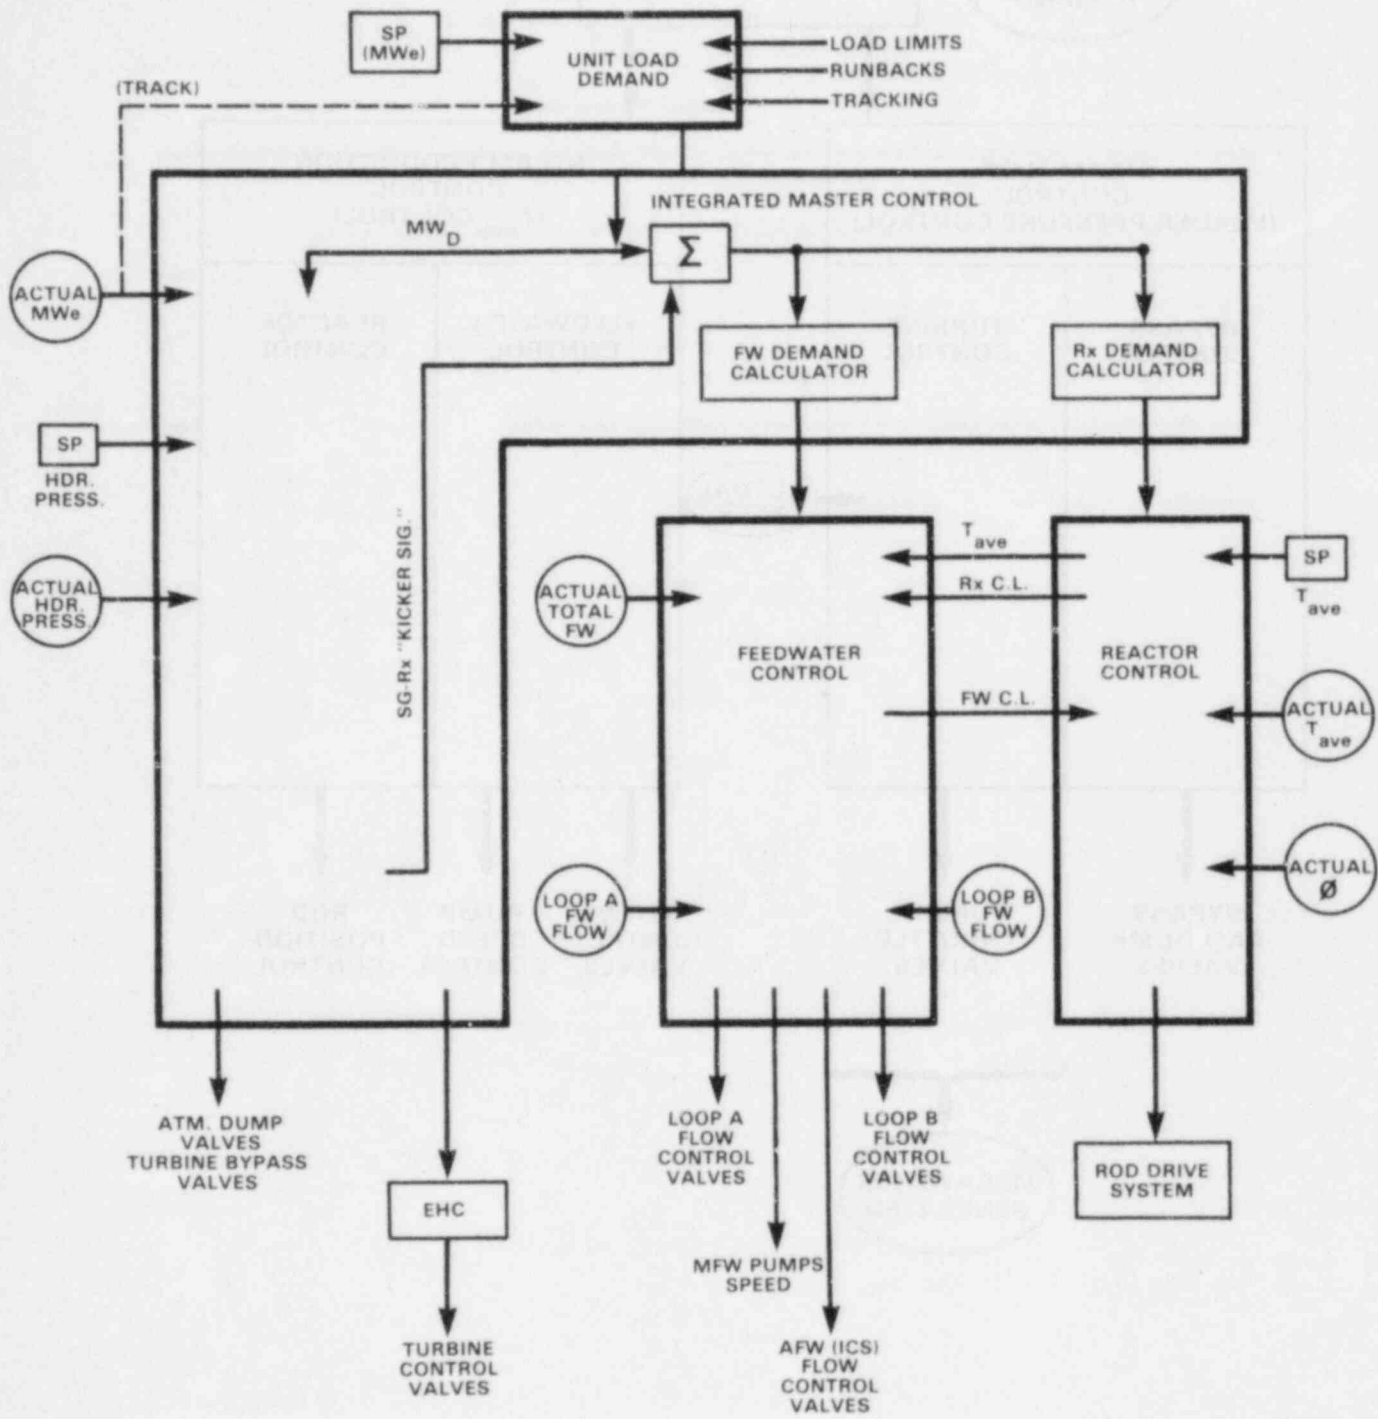 SP
(MWe)
UNIT LOAD
DEMAND
LOAD LIMITS
RUNBACKS
TRACKING
(TRACK)
INTEGRATED MASTER CONTROL
MW_D
Σ
ACTUAL
MWe
FW DEMAND
CALCULATOR
Rx DEMAND
CALCULATOR
SP
HDR.
PRESS.
ACTUAL
HDR.
PRESS.
SG-Rx "KICKER SIG."
ACTUAL
TOTAL
FW
T_ave
Rx C.L.
FW C.L.
FEEDWATER
CONTROL
REACTOR
CONTROL
SP
T_ave
ACTUAL
T_ave
ACTUAL
Ø
LOOP A
FW
FLOW
LOOP B
FW
FLOW
ATM. DUMP
VALVES
TURBINE BYPASS
VALVES
EHC
TURBINE
CONTROL
VALVES
LOOP A
FLOW
CONTROL
VALVES
MFW PUMPS
SPEED
AFW (ICS)
FLOW
CONTROL
VALVES
LOOP B
FLOW
CONTROL
VALVES
ROD DRIVE
SYSTEM